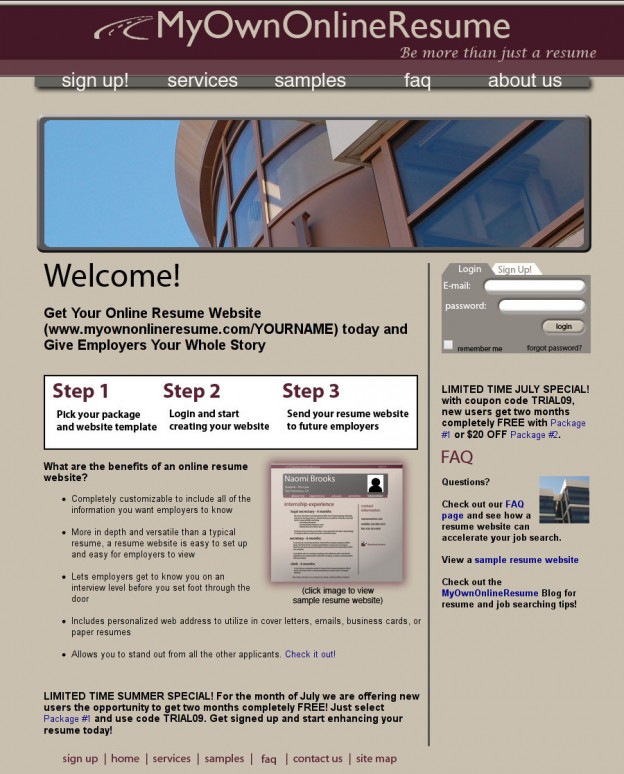 MyOwnOnlineResume
Be more than just a resume
sign up! services samples faq about us
Welcome!
Get Your Online Resume Website
(www.myownonlineresume.com/YOURNAME) today and
Give Employers Your Whole Story
Step 1 Step 2 Step 3
Pick your package Login and start Send your resume website
and website template creating your website to future employers
What are the benefits of an online resume
website?
Completely customizable to include all of the
information you want employers to know
More in depth and versatile than a typical
resume, a resume website is easy to set up
and easy for employers to view
Lets employers get to know you on an
interview level before you set foot through the
door
Includes personalized web address to utilize in cover letters, emails, business cards, or
paper resumes
Allows you to stand out from all the other applicants. Check it out!
Naomi Brooks
internship experience
(click image to view
sample resume website)
LIMITED TIME SUMMER SPECIAL! For the month of July we are offering new
users the opportunity to get two months completely FREE! Just select
Package #1 and use code TRIAL09. Get signed up and start enhancing your
resume today!
Login Sign Up!
E-mail:
password:
login
remember me forgot password?
LIMITED TIME JULY SPECIAL!
with coupon code TRIAL09,
new users get two months
completely FREE with Package
#1 or $20 OFF Package #2.
FAQ
Questions?
Check out our FAQ
page and see how a
resume website can
accelerate your job search.
View a sample resume website
Check out the
MyOwnOnlineResume Blog for
resume and job searching tips!
sign up | home | services | samples | faq | contact us | site map